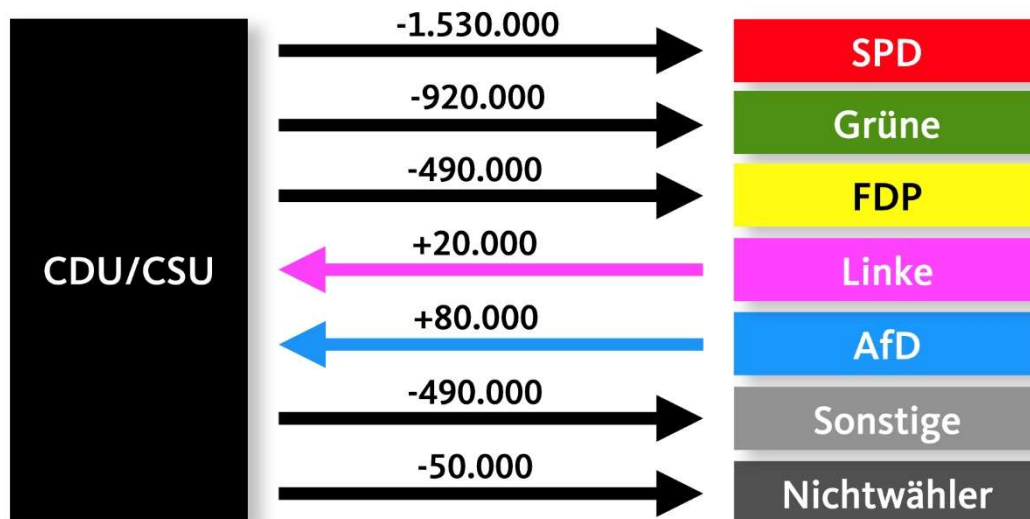 -1.530.000
SPD
-920.000
Grüne
-490.000
FDP
CDU/CSU
+20.000
Linke
+80.000
AfD
-490.000
Sonstige
-50.000
Nichtwähler